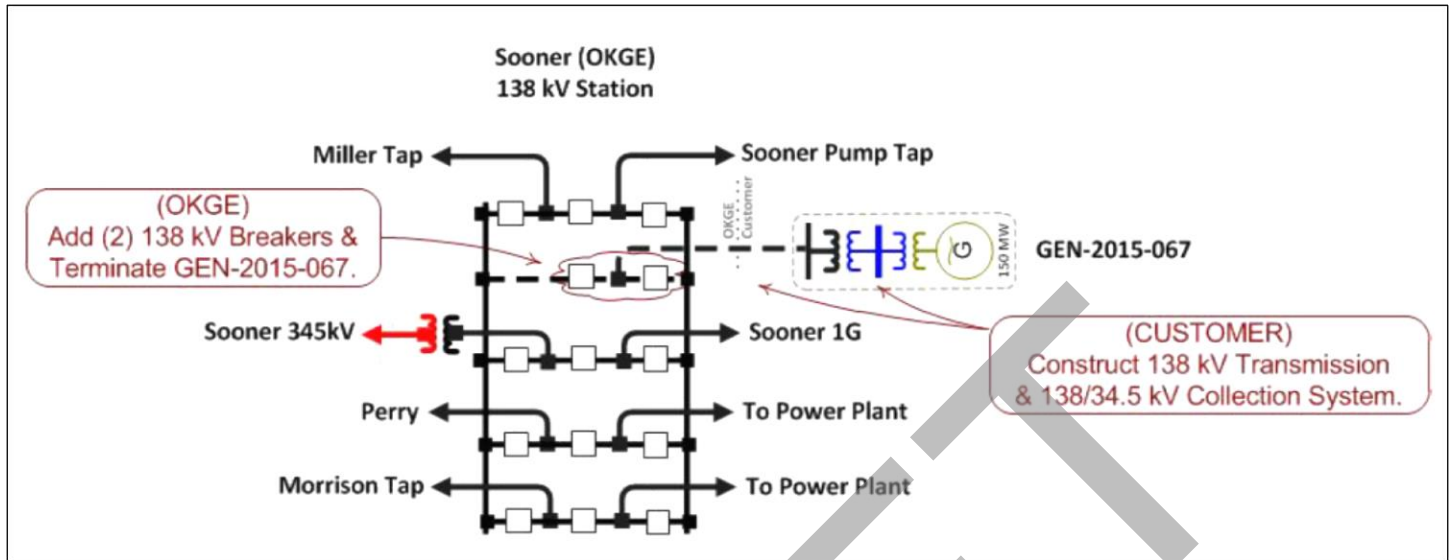 Sooner (OKGE)
138 kV Station
Miller Tap
Sooner Pump Tap
OKGE
Customer
(OKGE)
Add (2) 138 kV Breakers &
Terminate GEN-2015-067.
G
150 MW
GEN-2015-067
Sooner 345kV
Sooner 1G
(CUSTOMER)
Construct 138 kV Transmission
& 138/34.5 kV Collection System.
Perry
To Power Plant
Morrison Tap
To Power Plant